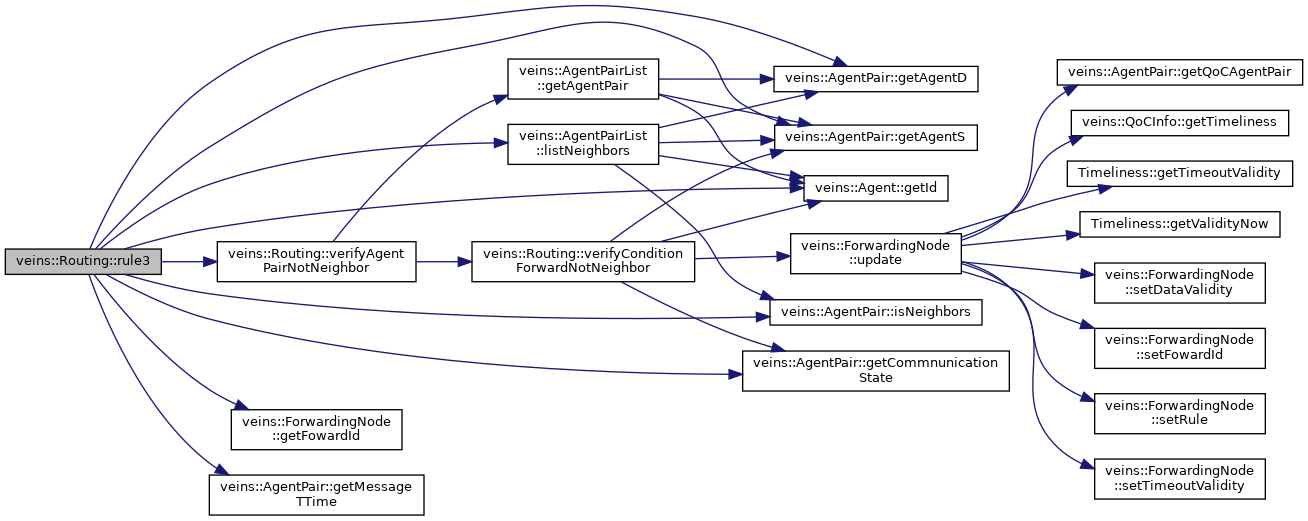 veins::Routing::rule3
veins::Routing::verifyAgent
PairNotNeighbor
veins::ForwardingNode
::getFowardId
veins::AgentPair::getMessage
TTime
veins::AgentPairList
::getAgentPair
veins::AgentPairList
::listNeighbors
veins::Routing::verifyCondition
ForwardNotNeighbor
veins::AgentPair::getAgentD
veins::AgentPair::getAgentS
veins::Agent::getId
veins::ForwardingNode
::update
veins::AgentPair::isNeighbors
veins::AgentPair::getCommnunication
State
veins::AgentPair::getQoCAgentPair
veins::QoCInfo::getTimeliness
Timeliness::getTimeoutValidity
Timeliness::getValidityNow
veins::ForwardingNode
::setDataValidity
veins::ForwardingNode
::setFowardId
veins::ForwardingNode
::setRule
veins::ForwardingNode
::setTimeoutValidity